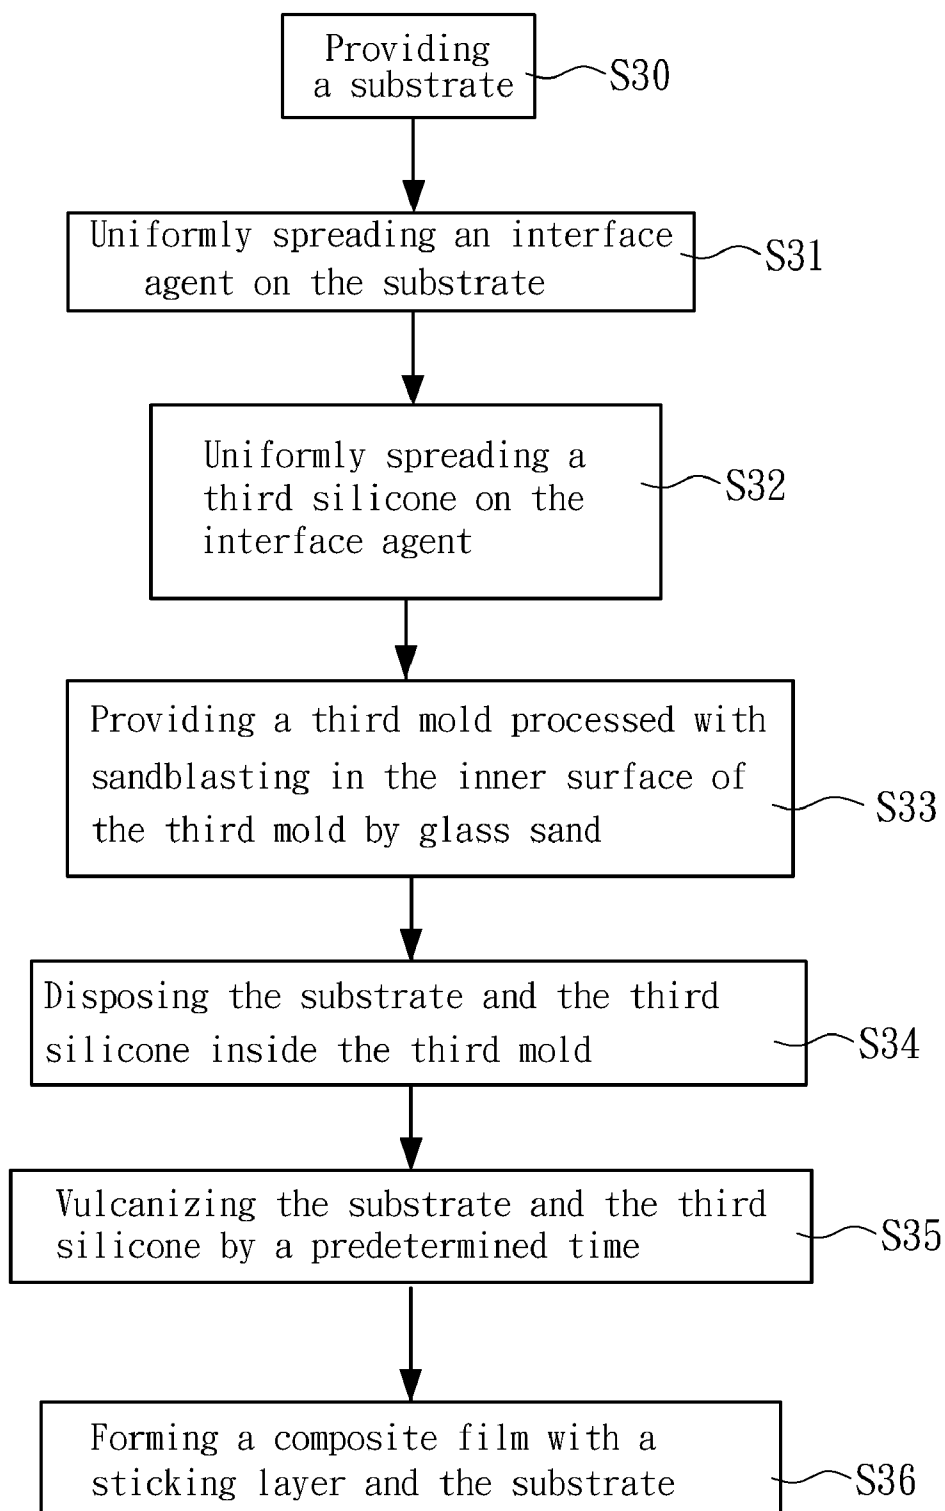 Providing
a substrate
S30
Uniformly spreading an interface
agent on the substrate
S31
Uniformly spreading a
third silicone on the
interface agent
S32
Providing a third mold processed with
sandblasting in the inner surface of
the third mold by glass sand
S33
Disposing the substrate and the third
silicone inside the third mold
S34
Vulcanizing the substrate and the third
silicone by a predetermined time
S35
Forming a composite film with a
sticking layer and the substrate
S36